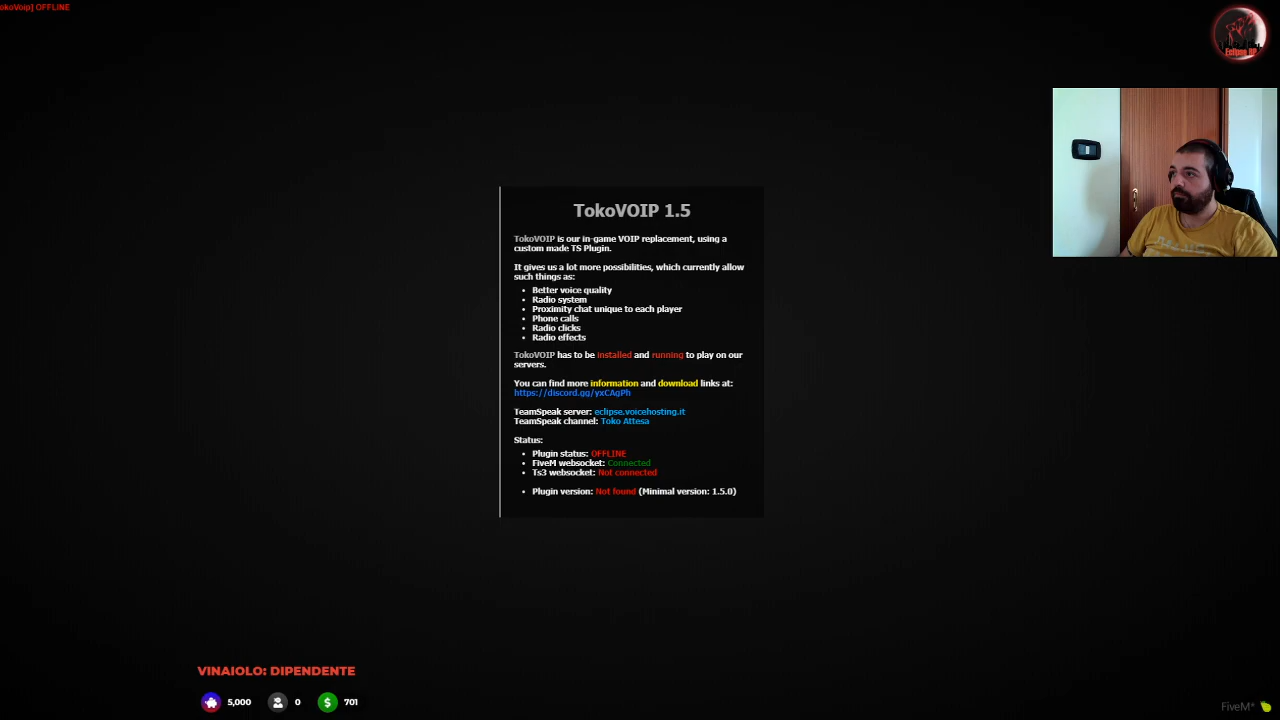 okoVoip] OFFLINE
Eclipse RP
TokoVOIP 1.5
TokoVOIP is our in-game VOIP replacement, using a
custom made TS Plugin.
It gives us a lot more possibilities, which currently allow
such things as:
• Better voice quality
• Radio system
• Proximity chat unique to each player
• Phone calls
• Radio clicks
• Radio effects
TokoVOIP has to be installed and running to play on our
servers.
You can find more information and download links at:
https://discord.gg/yxCAgPh
TeamSpeak server: eclipse.voicehosting.it
TeamSpeak channel: Toko Attesa
Status:
• Plugin status: OFFLINE
• FiveM websocket: Connected
• Ts3 websocket: Not connected
• Plugin version: Not found (Minimal version: 1.5.0)
VINAIOLO: DIPENDENTE
5,000 0 $ 701
FiveM*